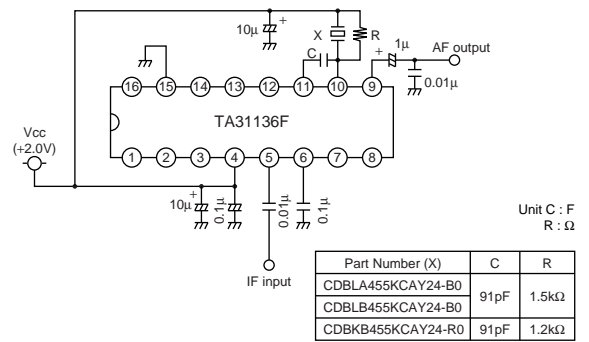 10μ
+
X
R
C
1μ
+
AF output
0.01μ
16 15 14 13 12 11 10 9
TA31136F
Vcc
(+2.0V)
1 2 3 4 5 6 7 8
10μ
+
0.1μ
0.01μ
0.1μ
IF input
Unit C : F
R : Ω
Part Number (X) C R
CDBLA455KCAY24-B0 91pF 1.5kΩ
CDBLB455KCAY24-B0
CDBKB455KCAY24-R0 91pF 1.2kΩ